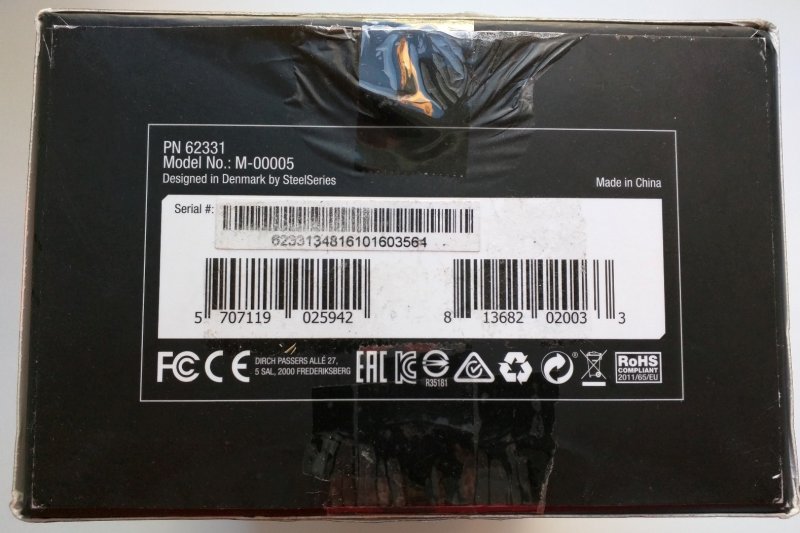 PN 62331
Model No.: M-00005
Designed in Denmark by SteelSeries
Made in China
Serial #:
6233134816101603564
5 707119 025942
8 13682 02003 3
FC CE DIRCH PASSERS ALLÉ 27,
5 SAL, 2000 FREDERIKSBERG
EAC
R35181
RoHS
COMPLIANT
2011/65/EU